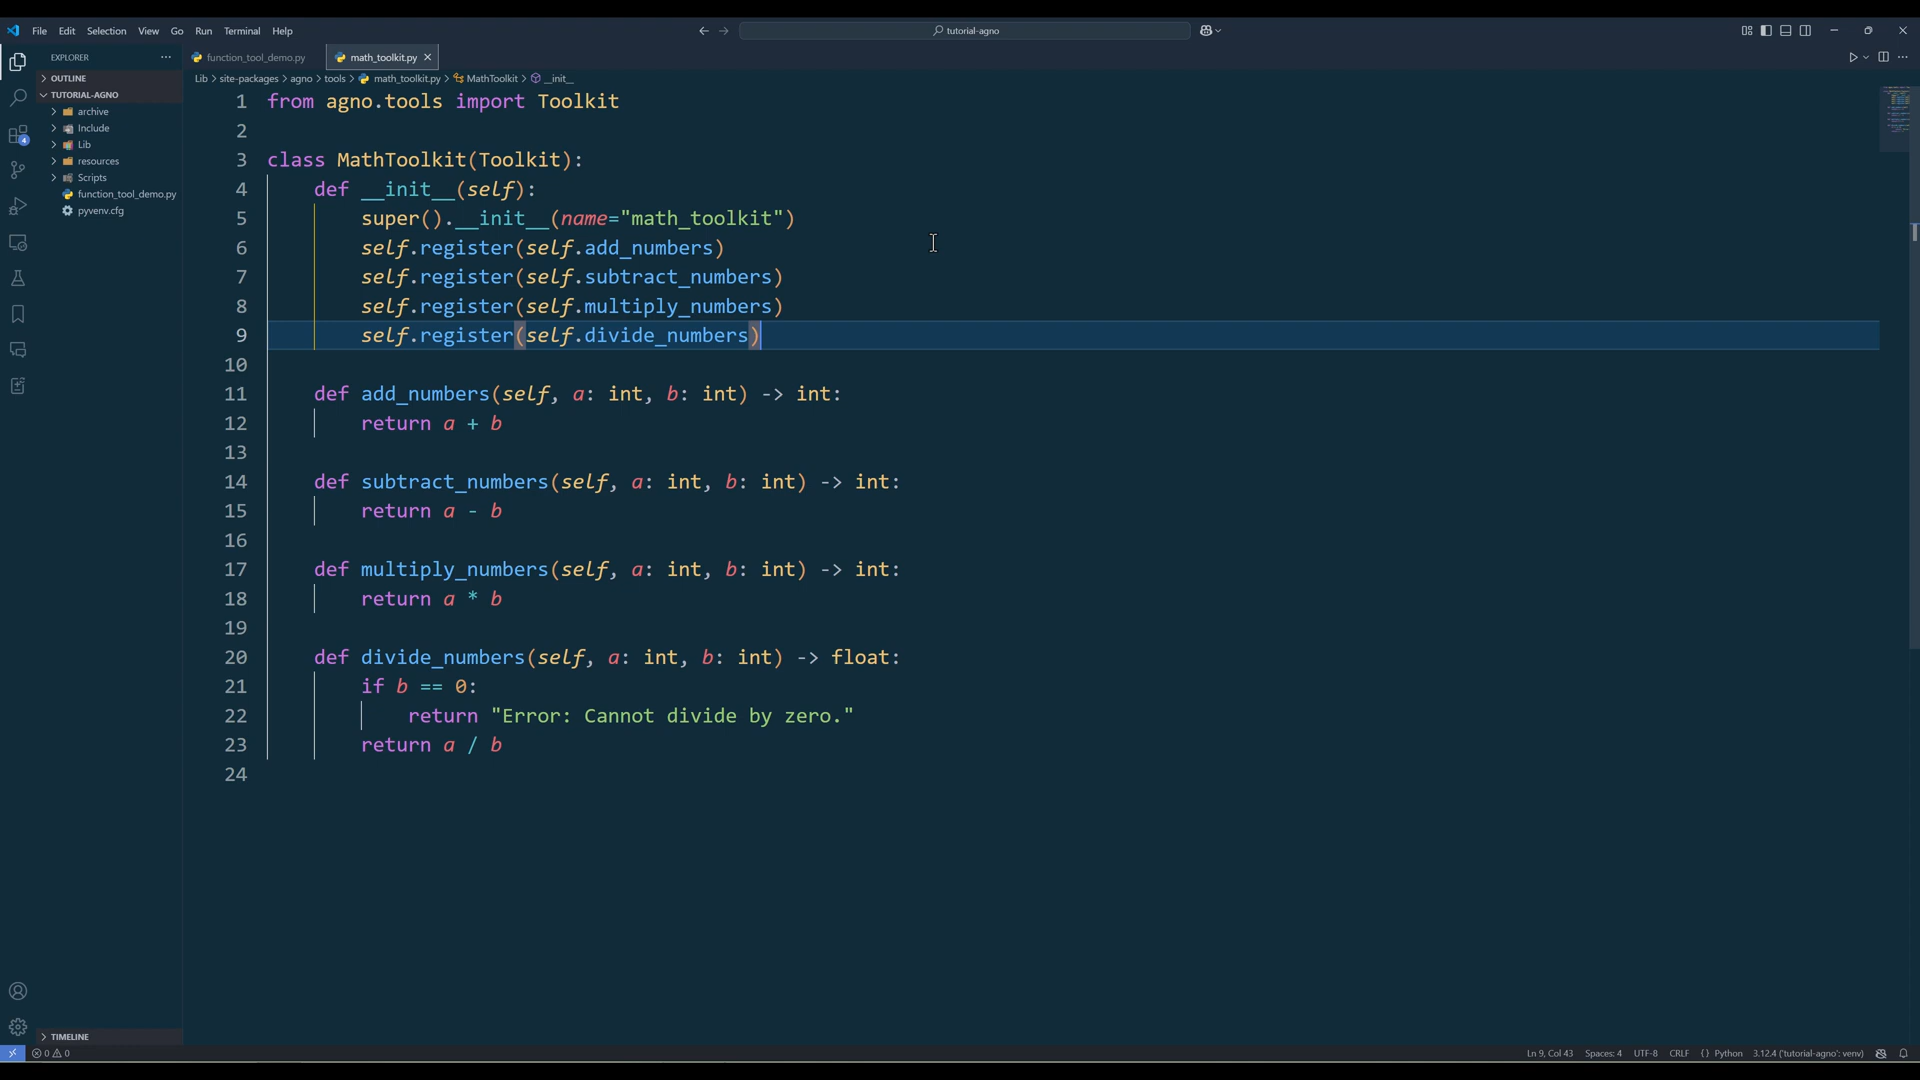 File Edit Selection View Go Run Terminal Help
tutorial-agno
EXPLORER
function_tool_demo.py
math_toolkit.py
OUTLINE
Lib > site-packages > agno > tools > math_toolkit.py > MathToolkit > __init__
TUTORIAL-AGNO
archive
Include
Lib
resources
Scripts
function_tool_demo.py
pyvenv.cfg
4
1 from agno.tools import Toolkit
2
3 class MathToolkit(Toolkit):
4 def __init__(self):
5 super().__init__(name="math_toolkit")
6 self.register(self.add_numbers)
7 self.register(self.subtract_numbers)
8 self.register(self.multiply_numbers)
9 self.register(self.divide_numbers)
10
11 def add_numbers(self, a: int, b: int) -> int:
12 return a + b
13
14 def subtract_numbers(self, a: int, b: int) -> int:
15 return a - b
16
17 def multiply_numbers(self, a: int, b: int) -> int:
18 return a * b
19
20 def divide_numbers(self, a: int, b: int) -> float:
21 if b == 0:
22 return "Error: Cannot divide by zero."
23 return a / b
24
TIMELINE
0 0
Ln 9, Col 43 Spaces: 4 UTF-8 CRLF {} Python 3.12.4 ('tutorial-agno': venv)